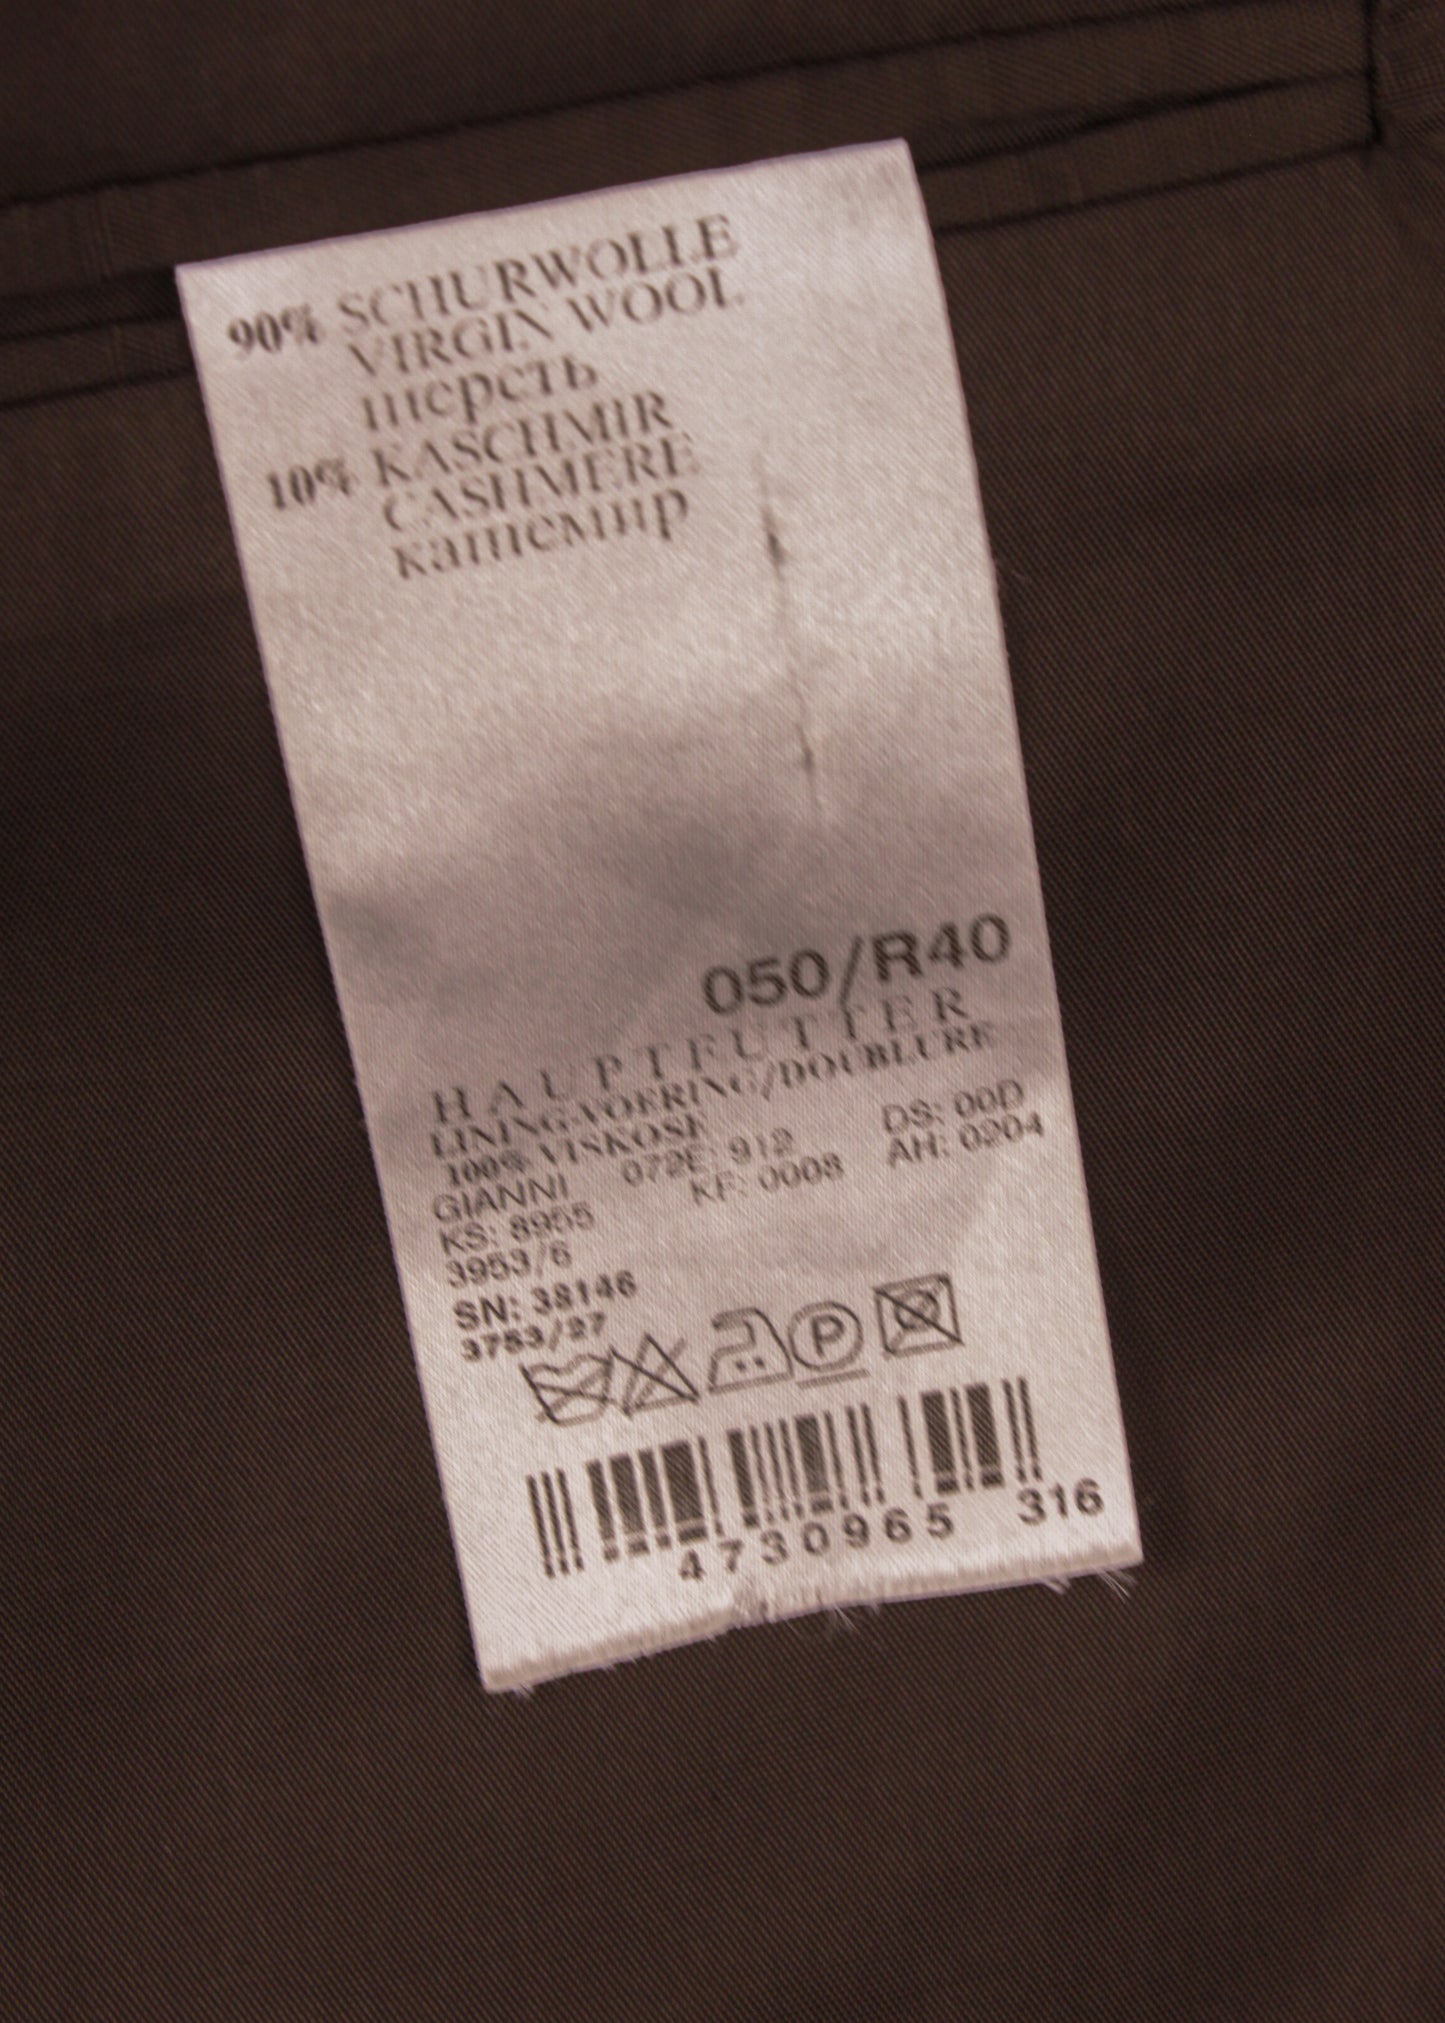 90% SCHURWOLLE
VIRGIN WOOL
шерсть
10% KASCHMIR
CASHMERE
кашемир
050/R40
HAUPTFUTTER
LINING/VOERING/DOUBLURE
100% VISKOSE
GIANNI 072E: 912 DS: 00D
KS: 8955 KF: 0008 AH: 0204
3953/6
SN: 38146
3753/27
P
4730965 316